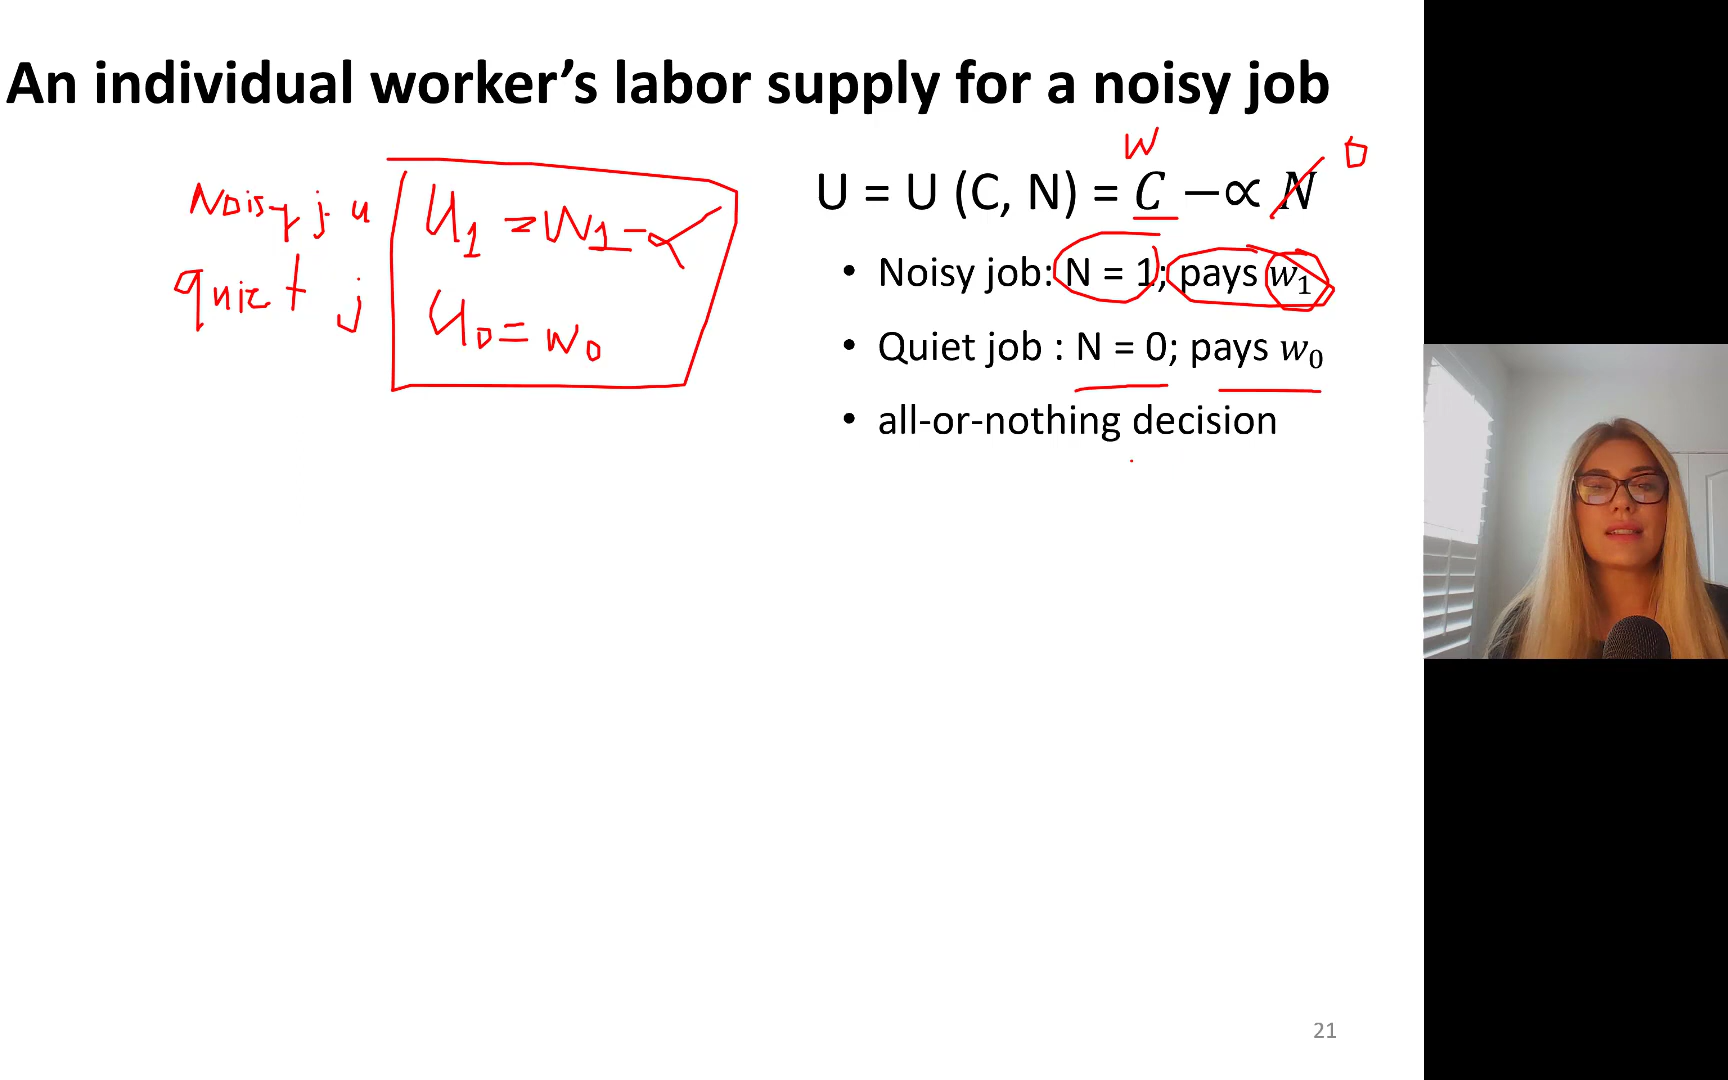 An individual worker's labor supply for a noisy job
W
0
U = U (C, N) = C −∝ N
Noisy j u
U1 = W1 - α
quiet j
U0 = w0
• Noisy job: N = 1; pays w1
• Quiet job : N = 0; pays w0
• all-or-nothing decision
21